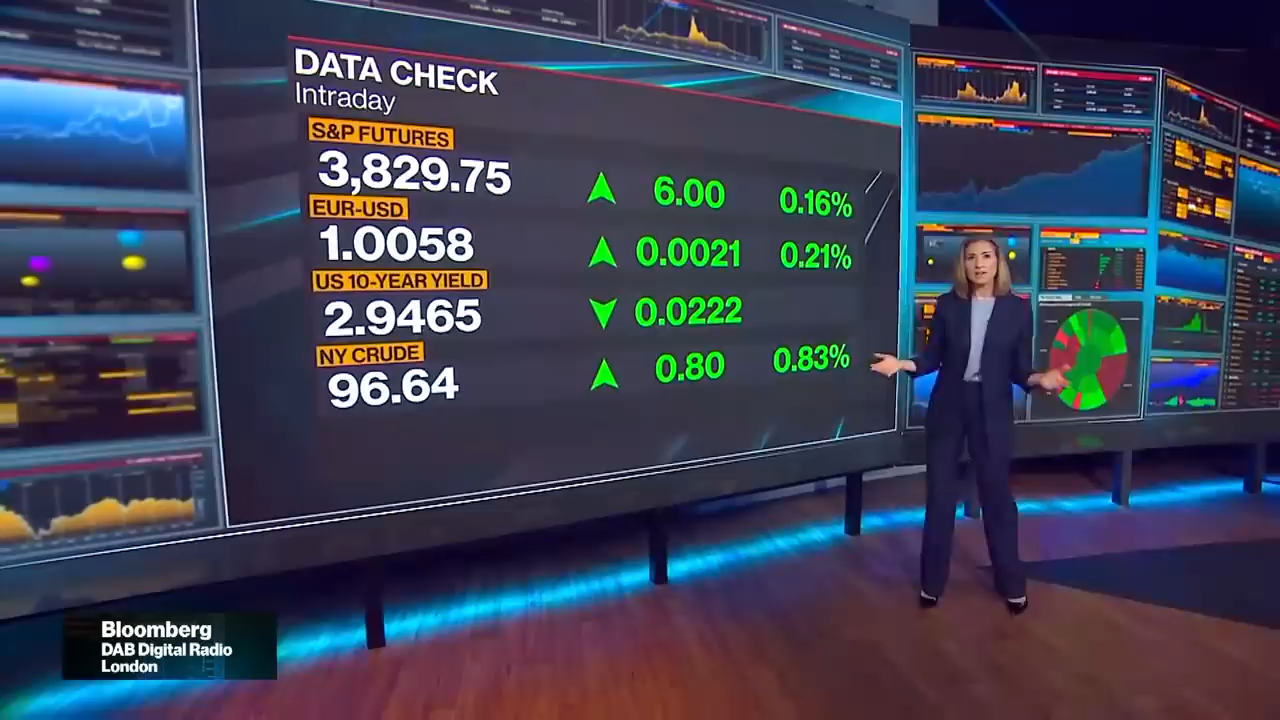 DATA CHECK
Intraday
S&P FUTURES
3,829.75 6.00 0.16%
EUR-USD
1.0058 0.0021 0.21%
US 10-YEAR YIELD
2.9465 0.0222
NY CRUDE
96.64 0.80 0.83%
Bloomberg
DAB Digital Radio
London